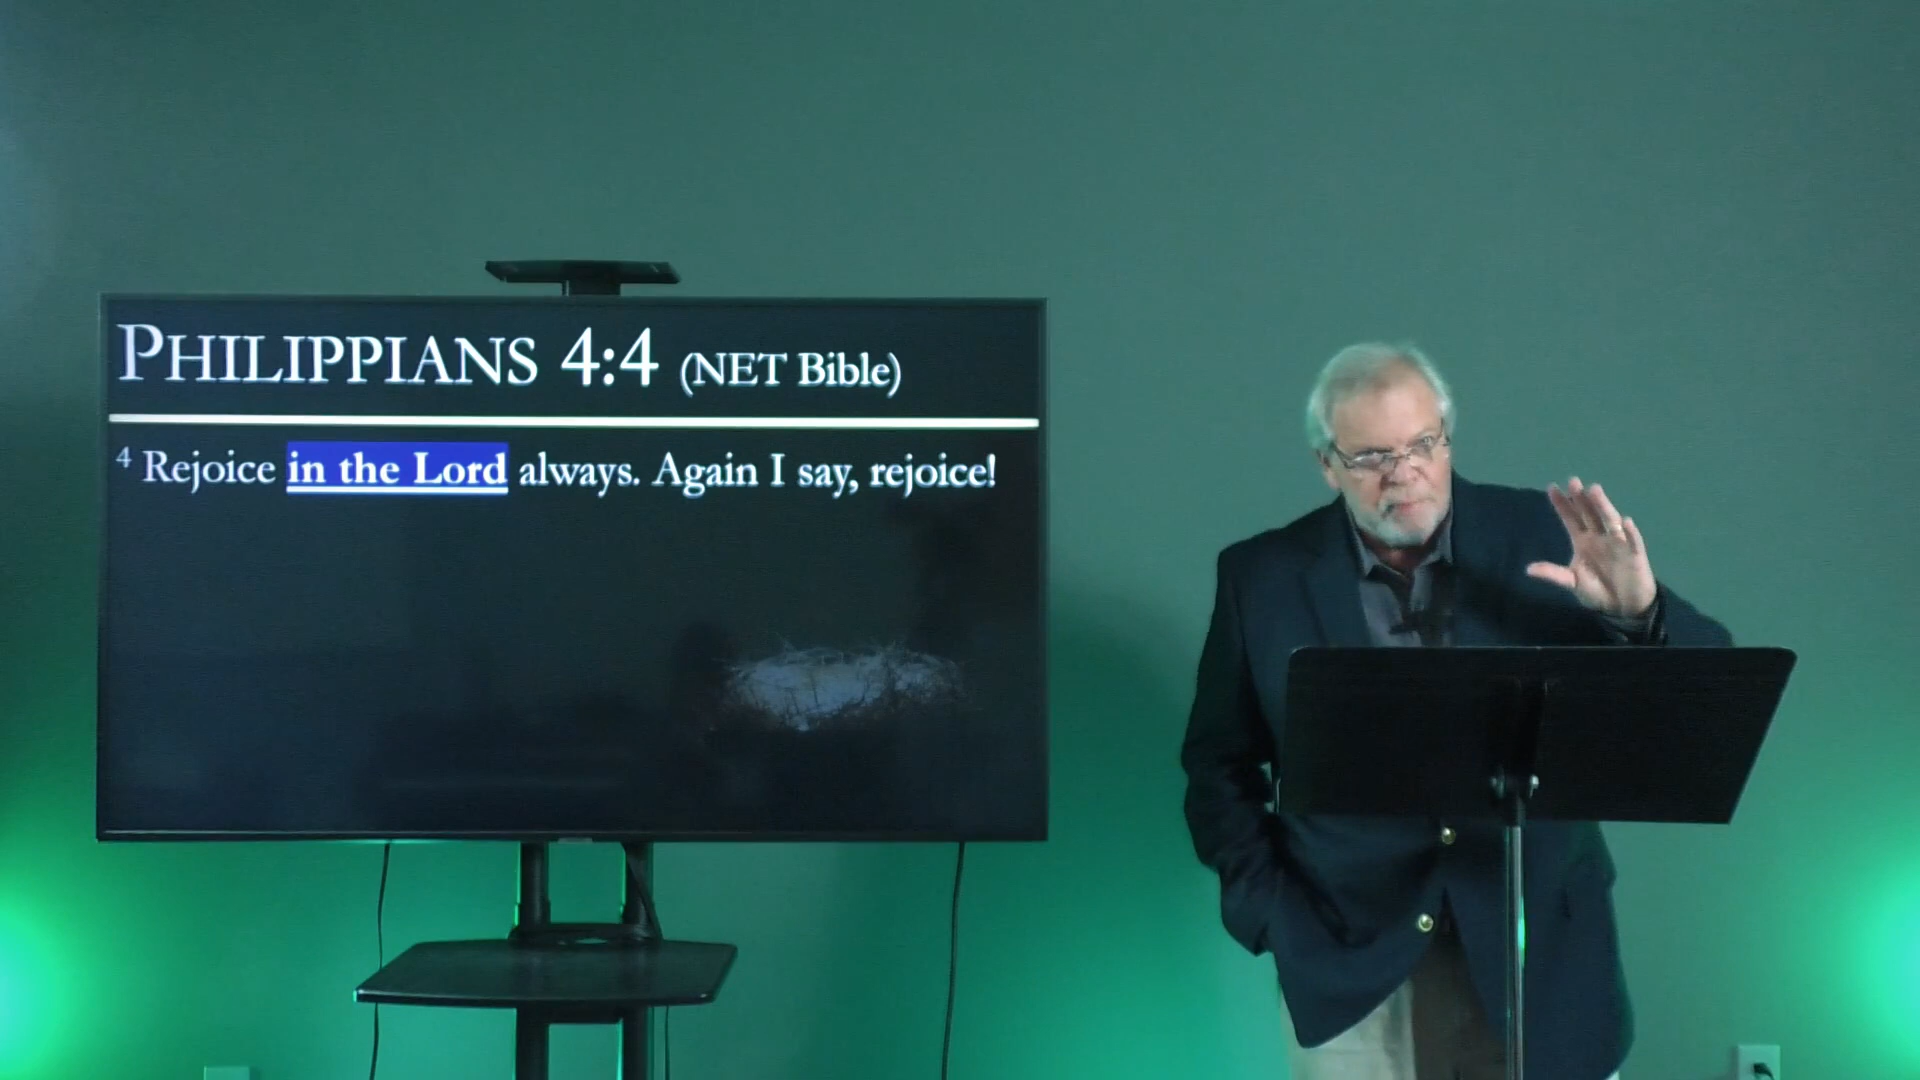 PHILIPPIANS 4:4 (NET Bible)
4 Rejoice in the Lord always. Again I say, rejoice!